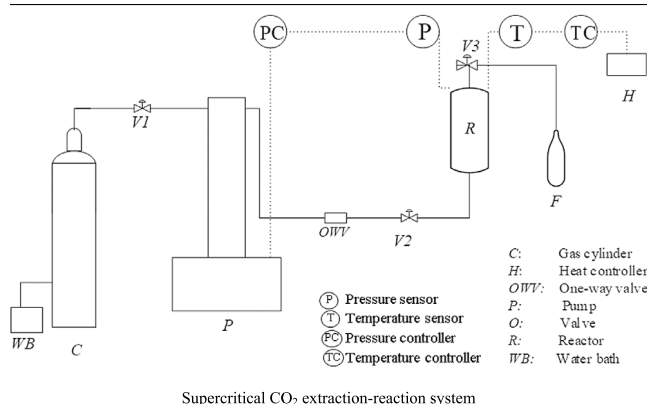 PC
P
T
TC
V3
H
V1
R
F
OWV
V2
WB
C
P
P Pressure sensor
T Temperature sensor
PC Pressure controller
TC Temperature controller
C: Gas cylinder
H: Heat controller
OWV: One-way valve
P: Pump
O: Valve
R: Reactor
WB: Water bath
Supercritical CO₂ extraction-reaction system